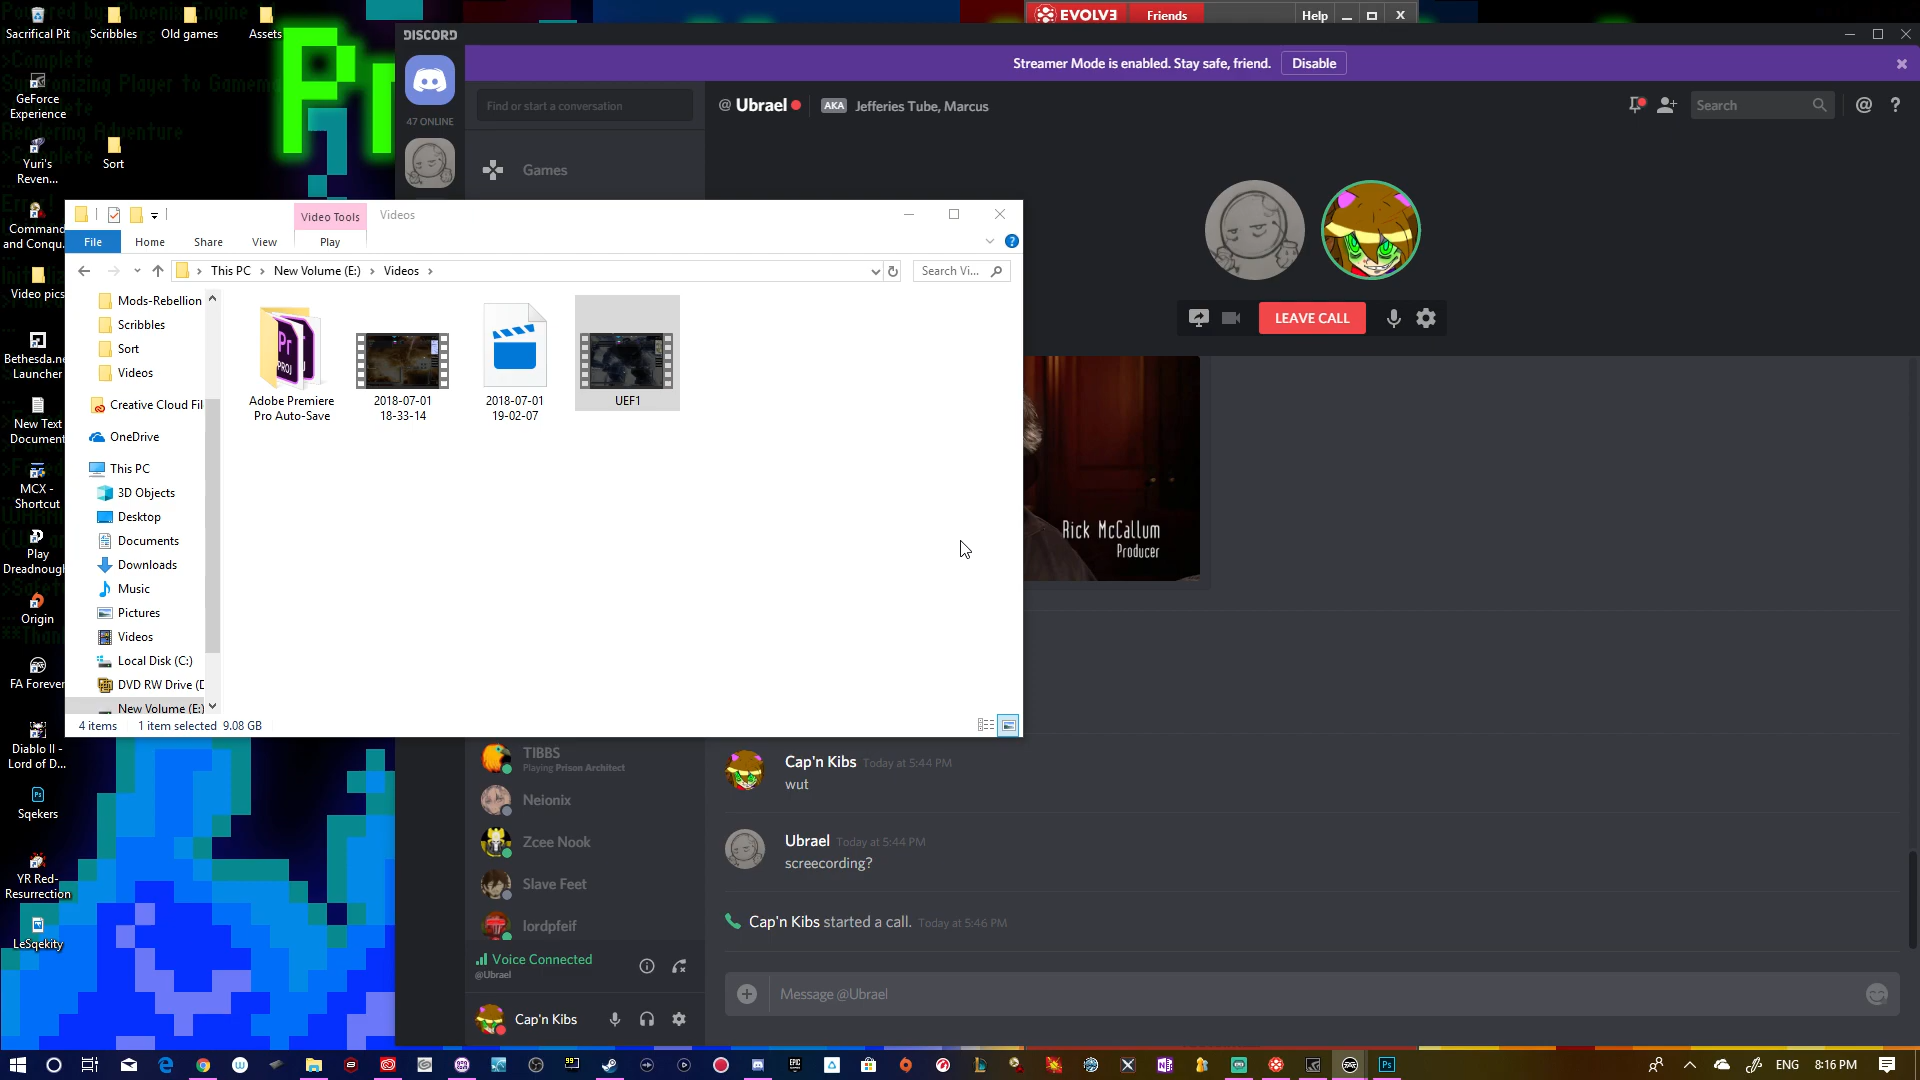 Sacrifical Pit
Scribbles
Old games
Assets
GeForce
Experience
Yuri's
Reven...
Sort
Command
and Conqu...
Video pics
Bethesda.ne
Launcher
New Text
Document
MCX -
Shortcut
Play
Dreadnough
Origin
FA Forever
Diablo II -
Lord of D...
Sqekers
YR Red-
Resurrection
LeSqekity
EVOLVE
Friends
Help
DISCORD
Streamer Mode is enabled. Stay safe, friend.
Disable
47 ONLINE
Find or start a conversation
Games
@ Ubrael
AKA
Jefferies Tube, Marcus
Search
LEAVE CALL
Video Tools
Videos
File
Home
Share
View
Play
This PC
New Volume (E:)
Videos
Search Vi...
Mods-Rebellion
Scribbles
Sort
Videos
Creative Cloud Fil
OneDrive
This PC
3D Objects
Desktop
Documents
Downloads
Music
Pictures
Videos
Local Disk (C:)
DVD RW Drive (D
New Volume (E:)
Adobe Premiere
Pro Auto-Save
2018-07-01
18-33-14
2018-07-01
19-02-07
UEF1
4 items
1 item selected 9.08 GB
Rick McCallum
Producer
TIBBS
Playing Prison Architect
Neionix
Zcee Nook
Slave Feet
lordpfeif
Voice Connected
@Ubrael
Cap'n Kibs
Cap'n Kibs Today at 5:44 PM
wut
Ubrael Today at 5:44 PM
screecording?
Cap'n Kibs started a call. Today at 5:46 PM
Message @Ubrael
ENG
8:16 PM